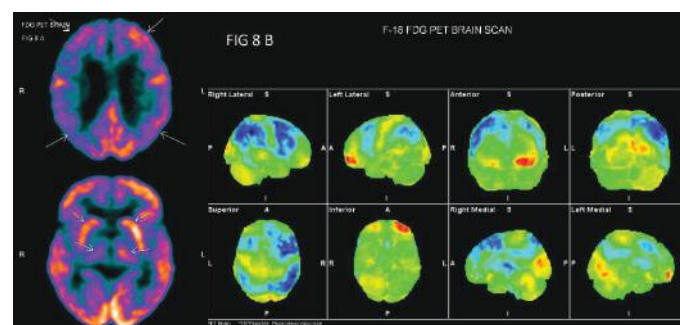 FDG PET BRAIN
FIG 8 A
R
L
R
L
FIG 8 B
F-18 FDG PET BRAIN SCAN
Right Lateral S
Left Lateral S
Anterior S
Posterior S
P
A
A
P
R
L
L
R
I
I
I
I
Superior A
Inferior A
Right Medial S
Left Medial S
L
R
R
L
A
P
P
A
P
P
I
I